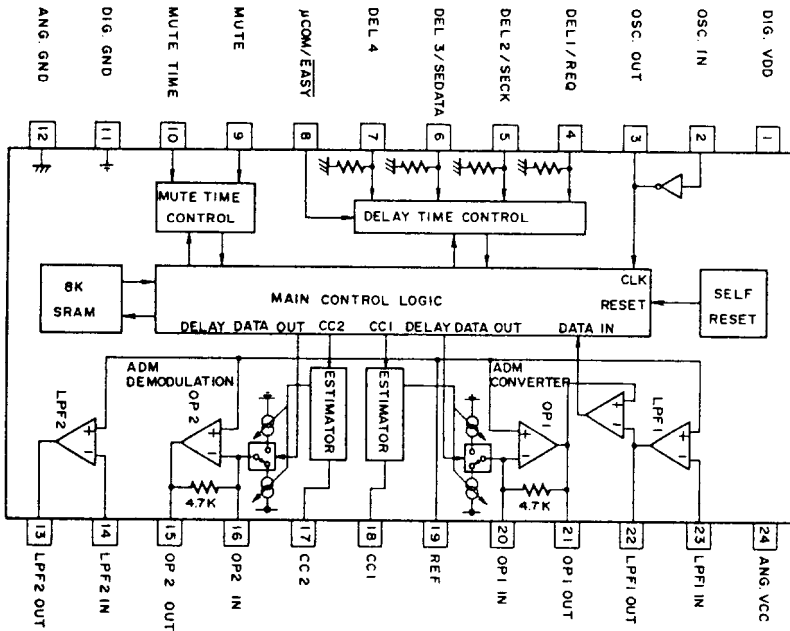 ANG. GND
DIG. GND
MUTE TIME
MUTE
μCOM/EASY
DEL 4
DEL 3/SEDATA
DEL 2/SECK
DEL 1/REQ
OSC. OUT
OSC. IN
DIG. VDD
12
11
10
9
8
7
6
5
4
3
2
1
MUTE TIME
CONTROL
DELAY TIME CONTROL
8K
SRAM
MAIN CONTROL LOGIC
CLK
RESET
SELF
RESET
DELAY DATA OUT
CC2
CC1
DELAY DATA OUT
DATA IN
ADM
DEMODULATION
ADM
CONVERTER
LPF2
OP 2
ESTIMATOR
ESTIMATOR
OP1
LPF1
+
-
+
-
+
-
+
-
+
-
4.7K
4.7K
13
14
15
16
17
18
19
20
21
22
23
24
LPF2 OUT
LPF2 IN
OP 2 OUT
OP2 IN
CC2
CC1
REF
OP1 IN
OP1 OUT
LPF1 OUT
LPF1 IN
ANG. VCC